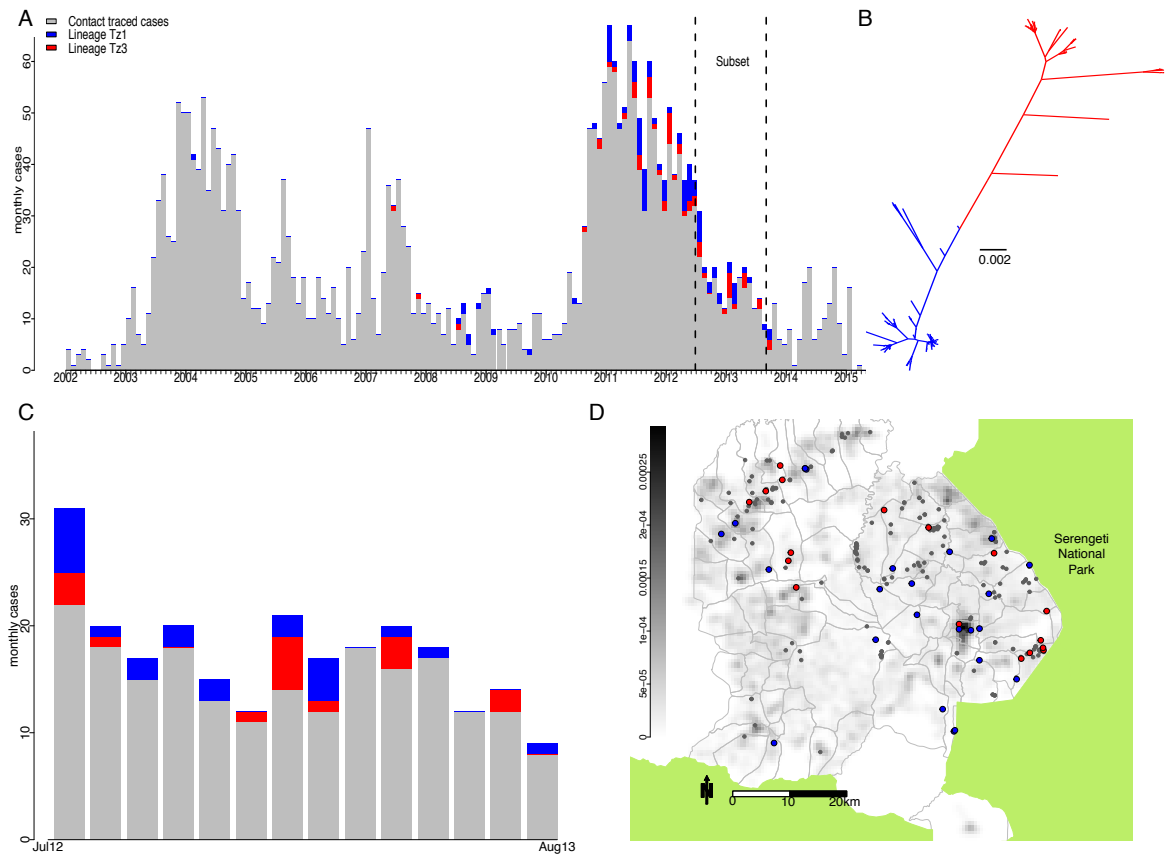 A
Contact traced cases
Lineage Tz1
Lineage Tz3
Subset
monthly cases
0 10 20 30 40 50 60
2002 2003 2004 2005 2006 2007 2008 2009 2010 2011 2012 2013 2014 2015
B
0.002
C
monthly cases
0 10 20 30
Jul12 Aug13
D
0 5e−05 1e−04 0.00015 2e−04 0.00025
Serengeti
National
Park
N
0 10 20km